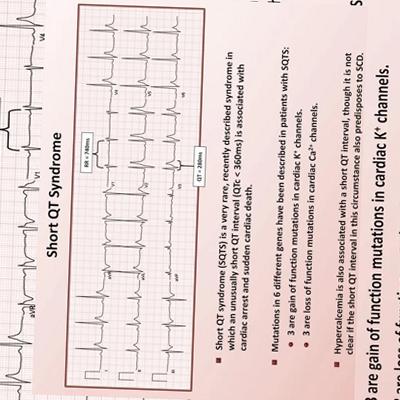 Short QT Syndrome
V4
V1
aVR
RR = 740ms
QT = 280ms
I
II
III
aVR
aVL
aVF
V1
V2
V3
V4
V5
V6
Short QT syndrome (SQTS) is a very rare, recently described syndrome in
which an unusually short QT interval (QTc < 360ms) is associated with
cardiac arrest and sudden cardiac death.
Mutations in 6 different genes have been described in patients with SQTS:
3 are gain of function mutations in cardiac K⁺ channels.
3 are loss of function mutations in cardiac Ca²⁺ channels.
Hypercalcemia is also associated with a short QT interval, though it is not
clear if the short QT interval in this circumstance also predisposes to SCD.
3 are gain of function mutations in cardiac K⁺ channels.